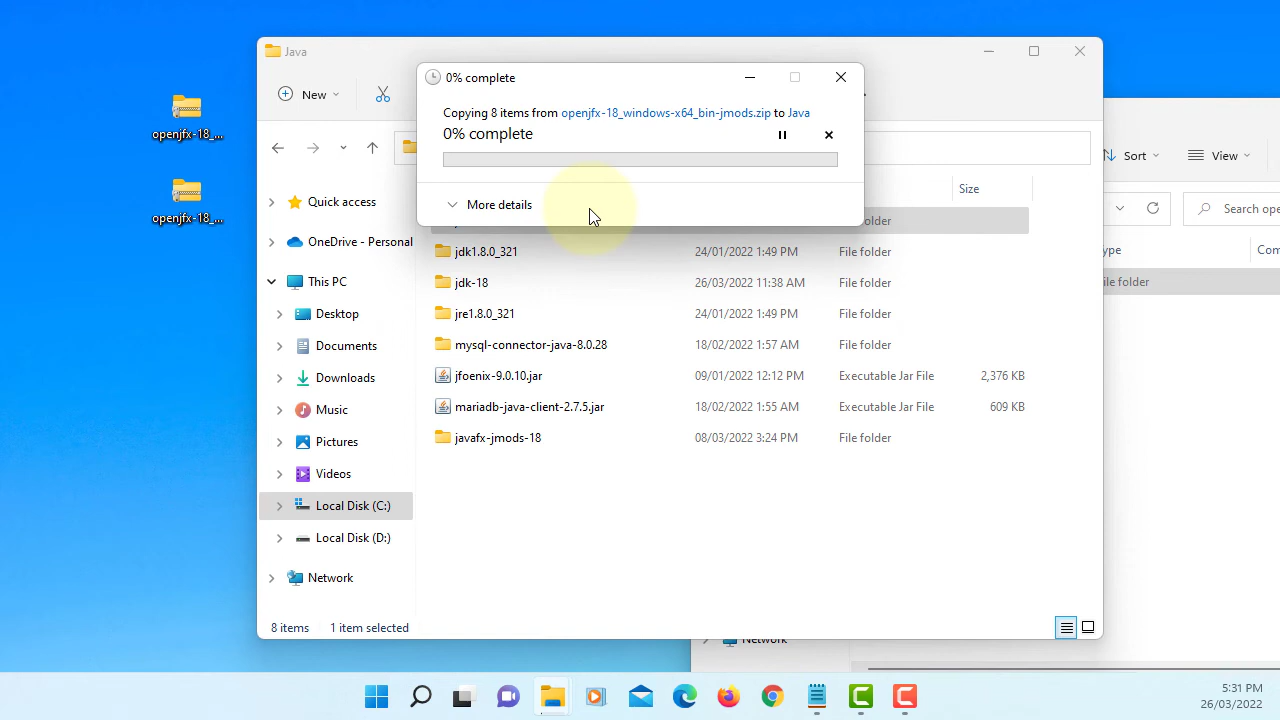 openjfx-18_...
openjfx-18_...
Java
New
0% complete
Copying 8 items from openjfx-18_windows-x64_bin-jmods.zip to Java
0% complete
More details
Sort
View
Size
Search ope
Quick access
OneDrive - Personal
This PC
Desktop
Documents
Downloads
Music
Pictures
Videos
Local Disk (C:)
Local Disk (D:)
Network
File folder
jdk1.8.0_321 24/01/2022 1:49 PM File folder
jdk-18 26/03/2022 11:38 AM File folder
jre1.8.0_321 24/01/2022 1:49 PM File folder
mysql-connector-java-8.0.28 18/02/2022 1:57 AM File folder
jfoenix-9.0.10.jar 09/01/2022 12:12 PM Executable Jar File 2,376 KB
mariadb-java-client-2.7.5.jar 18/02/2022 1:55 AM Executable Jar File 609 KB
javafx-jmods-18 08/03/2022 3:24 PM File folder
8 items 1 item selected
ype
Con
ile folder
Network
5:31 PM
26/03/2022